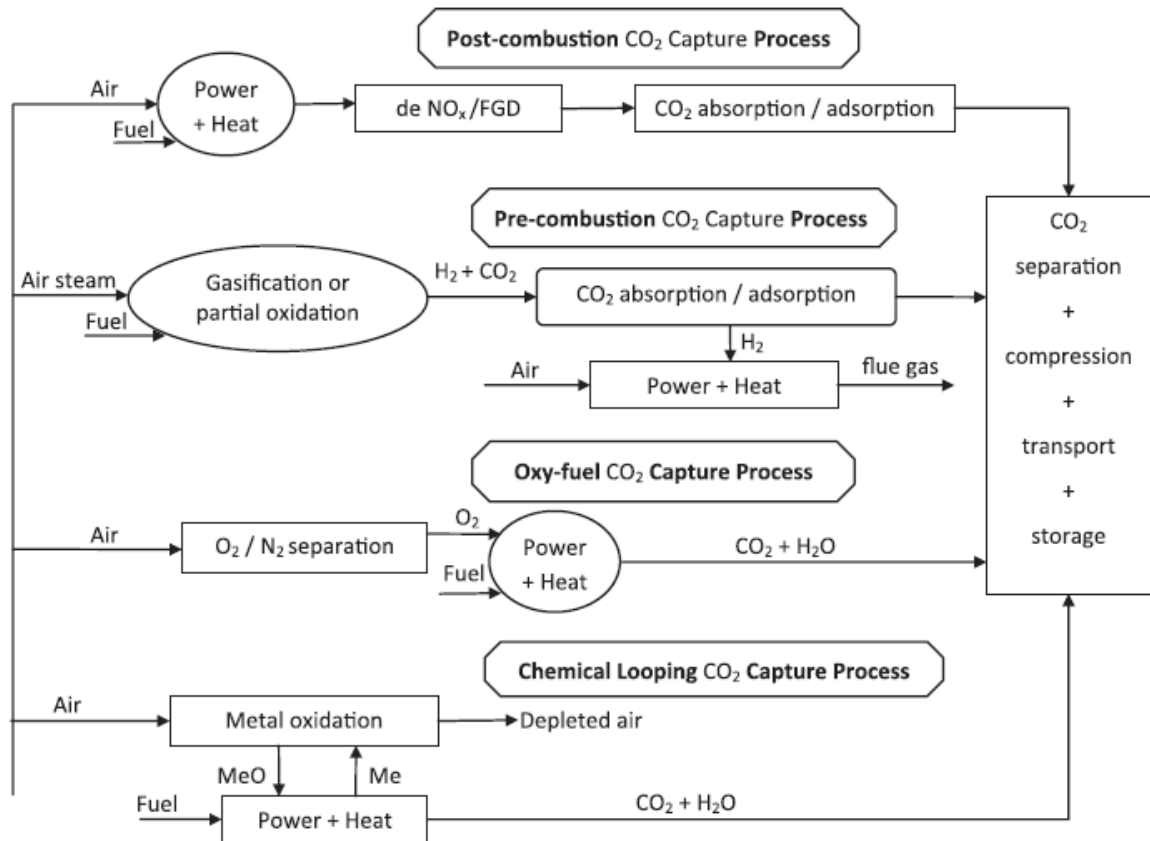 Post-combustion CO₂ Capture Process
Air
Power
+ Heat
Fuel
de NOₓ/FGD
CO₂ absorption / adsorption
Pre-combustion CO₂ Capture Process
Air steam
Gasification or
partial oxidation
Fuel
H₂ + CO₂
CO₂ absorption / adsorption
H₂
Air
Power + Heat
flue gas
CO₂
separation
+
compression
+
transport
+
storage
Oxy-fuel CO₂ Capture Process
Air
O₂ / N₂ separation
O₂
Fuel
Power
+ Heat
CO₂ + H₂O
Chemical Looping CO₂ Capture Process
Air
Metal oxidation
Depleted air
MeO
Me
Fuel
Power + Heat
CO₂ + H₂O